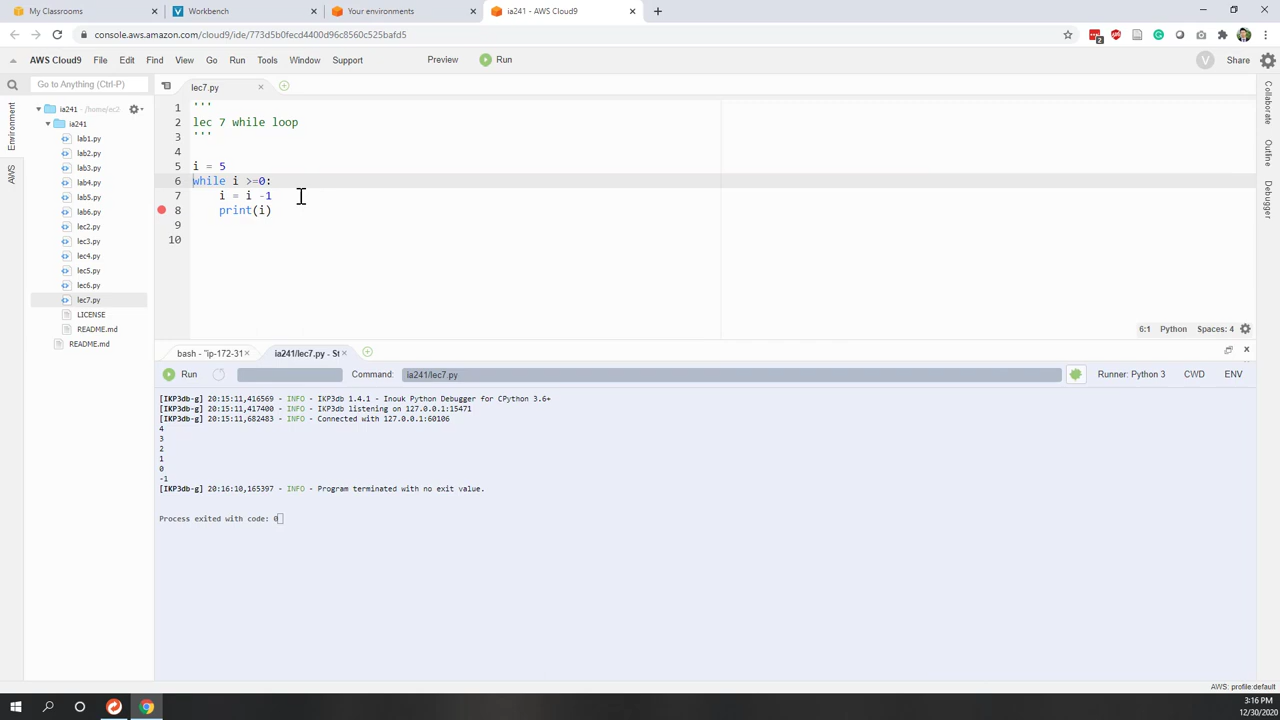 My Classrooms
Workbench
Your environments
ia241 - AWS Cloud9
console.aws.amazon.com/cloud9/ide/773d5b0fecd4400d96c8560c525bafd5
2
AWS Cloud9 File Edit Find View Go Run Tools Window Support Preview Run V Share
Go to Anything (Ctrl-P)
lec7.py
Environment
AWS
Collaborate
Outline
Debugger
ia241 - /home/ec2
ia241
lab1.py
lab2.py
lab3.py
lab4.py
lab5.py
lab6.py
lec2.py
lec3.py
lec4.py
lec5.py
lec6.py
lec7.py
LICENSE
README.md
README.md
1 '''
2 lec 7 while loop
3 '''
4
5 i = 5
6 while i >=0:
7 i = i -1
8 print(i)
9
10
6:1 Python Spaces: 4
bash - "ip-172-31
ia241/lec7.py - St
Run Command: ia241/lec7.py Runner: Python 3 CWD ENV
[IKP3db-g] 20:15:11,416569 - INFO - IKP3db 1.4.1 - Inouk Python Debugger for CPython 3.6+
[IKP3db-g] 20:15:11,417400 - INFO - IKP3db listening on 127.0.0.1:15471
[IKP3db-g] 20:15:11,682483 - INFO - Connected with 127.0.0.1:60106
4
3
2
1
0
-1
[IKP3db-g] 20:16:10,165397 - INFO - Program terminated with no exit value.
Process exited with code: 0
AWS: profile:default
3:16 PM
12/30/2020